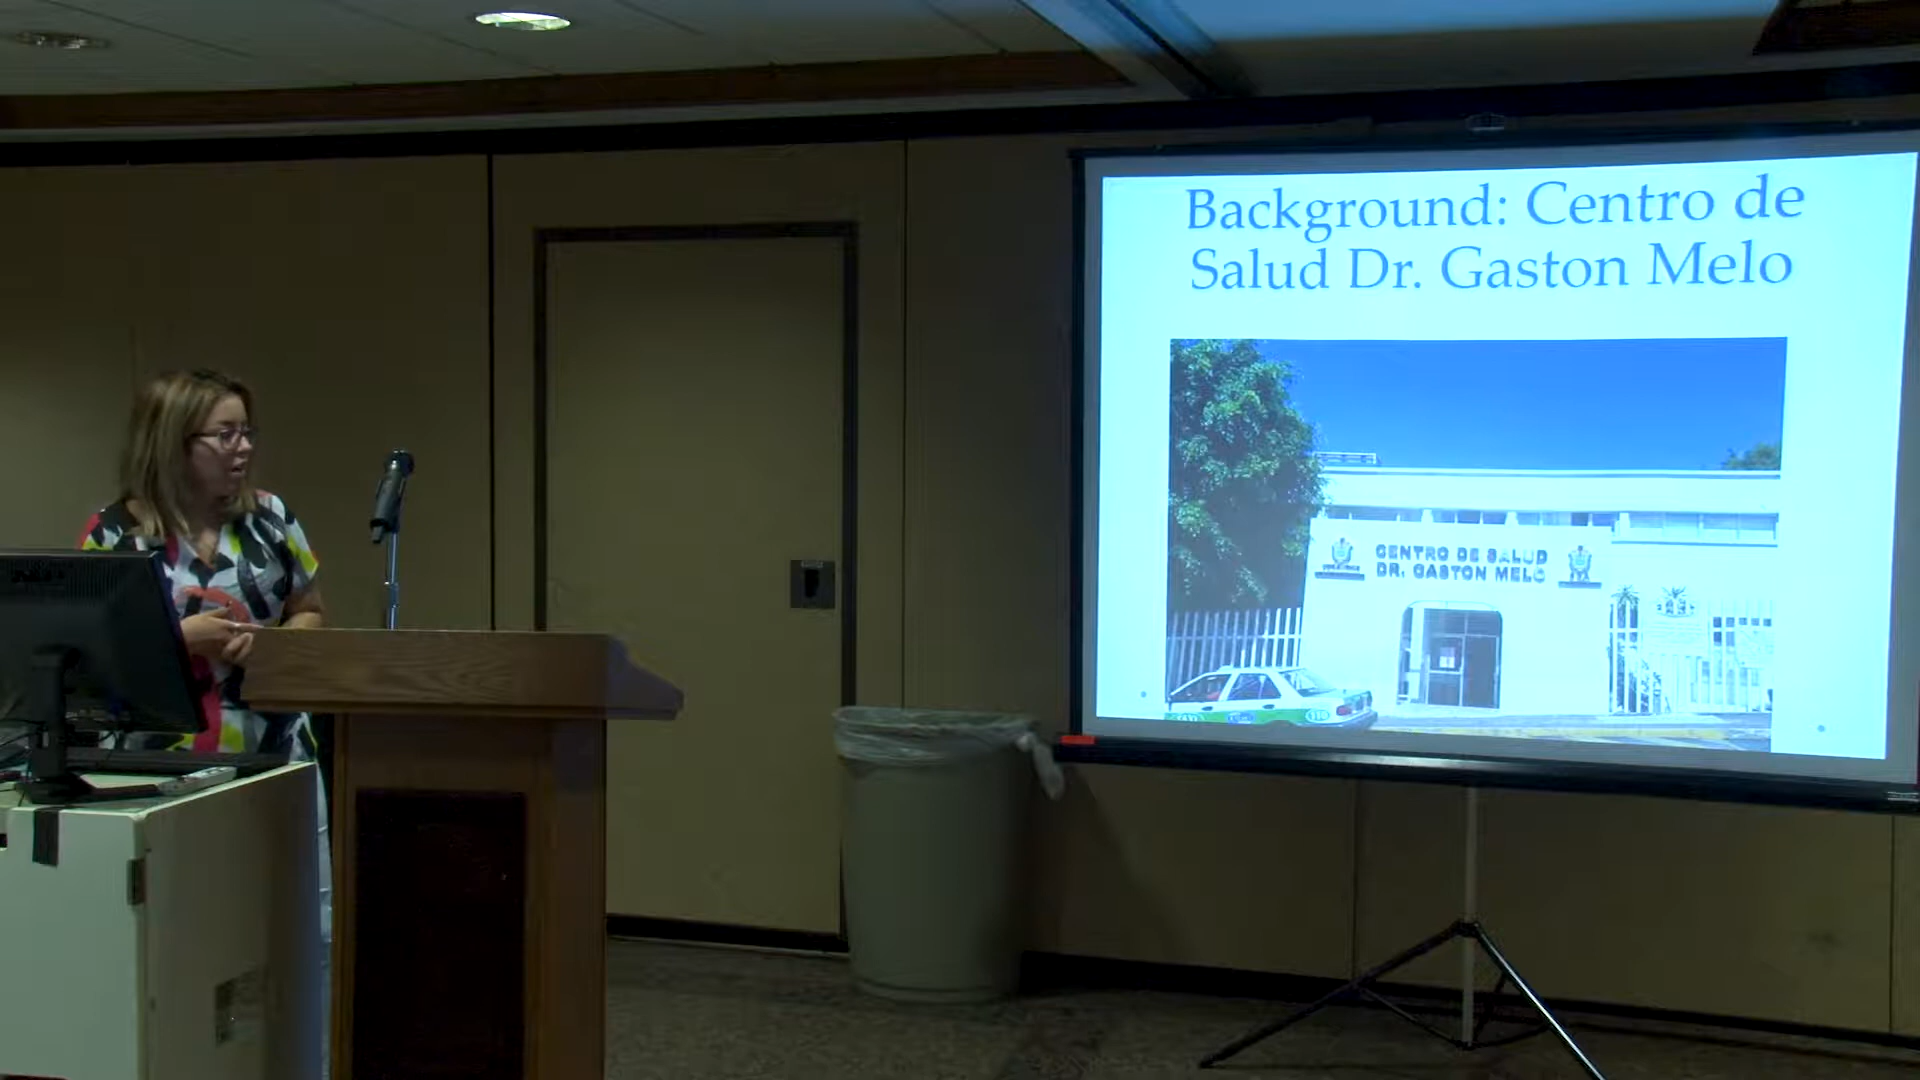 Background: Centro de
Salud Dr. Gaston Melo
CENTRO DE SALUD
DR. GASTON MELO